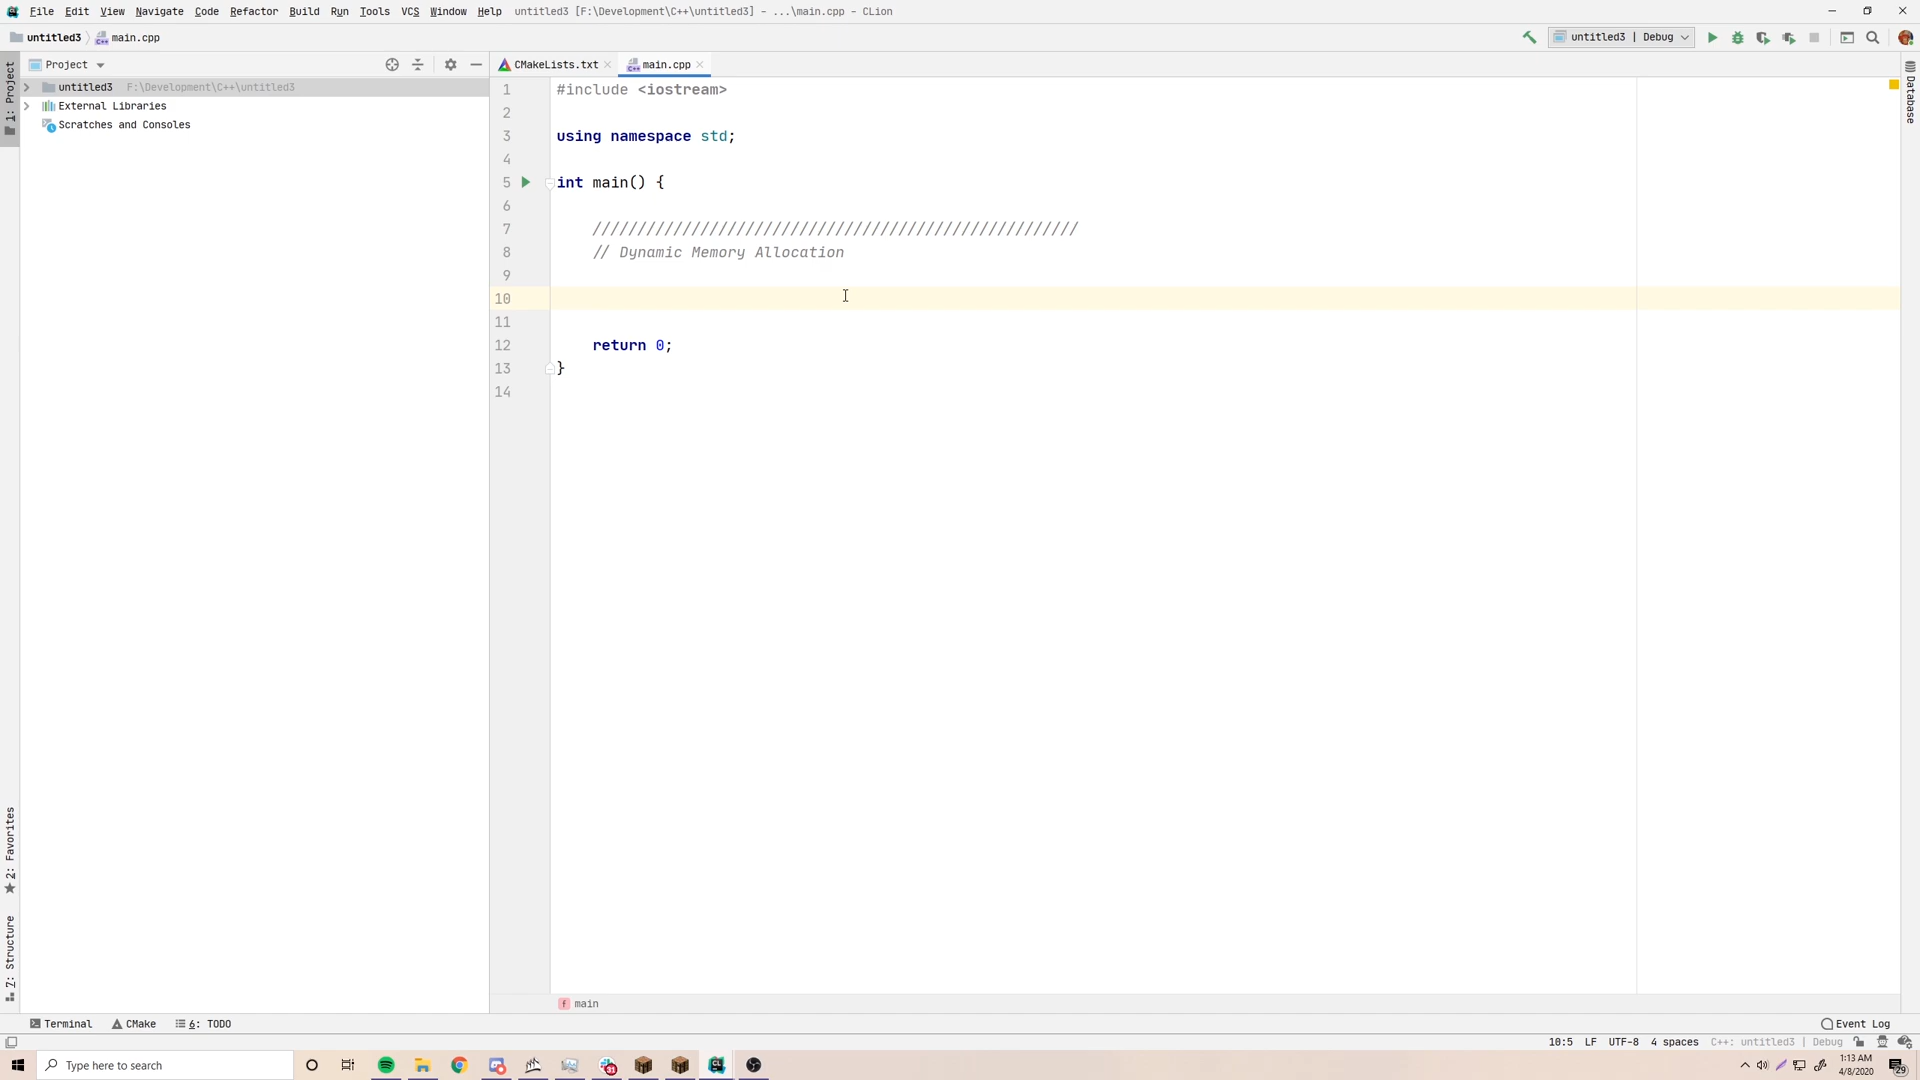 File Edit View Navigate Code Refactor Build Run Tools VCS Window Help untitled3 [F:\Development\C++\untitled3] - ...\main.cpp - CLion
untitled3 main.cpp untitled3 | Debug
1: Project
Project
CMakeLists.txt main.cpp
untitled3 F:\Development\C++\untitled3
External Libraries
Scratches and Consoles
1 #include <iostream>
2
3 using namespace std;
4
5 int main() {
6
7 //////////////////////////////////////////////////////
8 // Dynamic Memory Allocation
9
10
11
12 return 0;
13 }
14
Database
2: Favorites
7: Structure
main
Terminal CMake 6: TODO Event Log
10:5 LF UTF-8 4 spaces C++: untitled3 | Debug
Type here to search
1:13 AM
4/8/2020